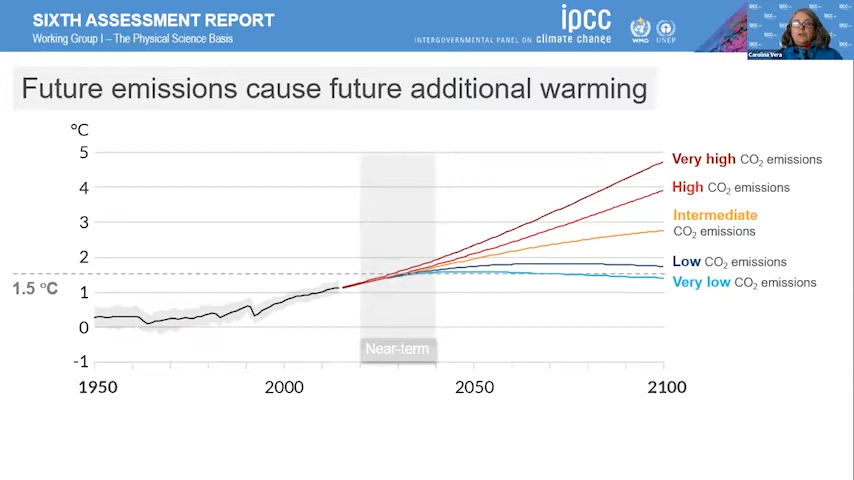 SIXTH ASSESSMENT REPORT
Working Group I – The Physical Science Basis
ipcc
INTERGOVERNMENTAL PANEL ON climate change
WMO UNEP
Carolina Vera
Future emissions cause future additional warming
°C
5
4
3
2
1.5 °C
1
0
-1
Near-term
1950 2000 2050 2100
Very high CO₂ emissions
High CO₂ emissions
Intermediate
CO₂ emissions
Low CO₂ emissions
Very low CO₂ emissions